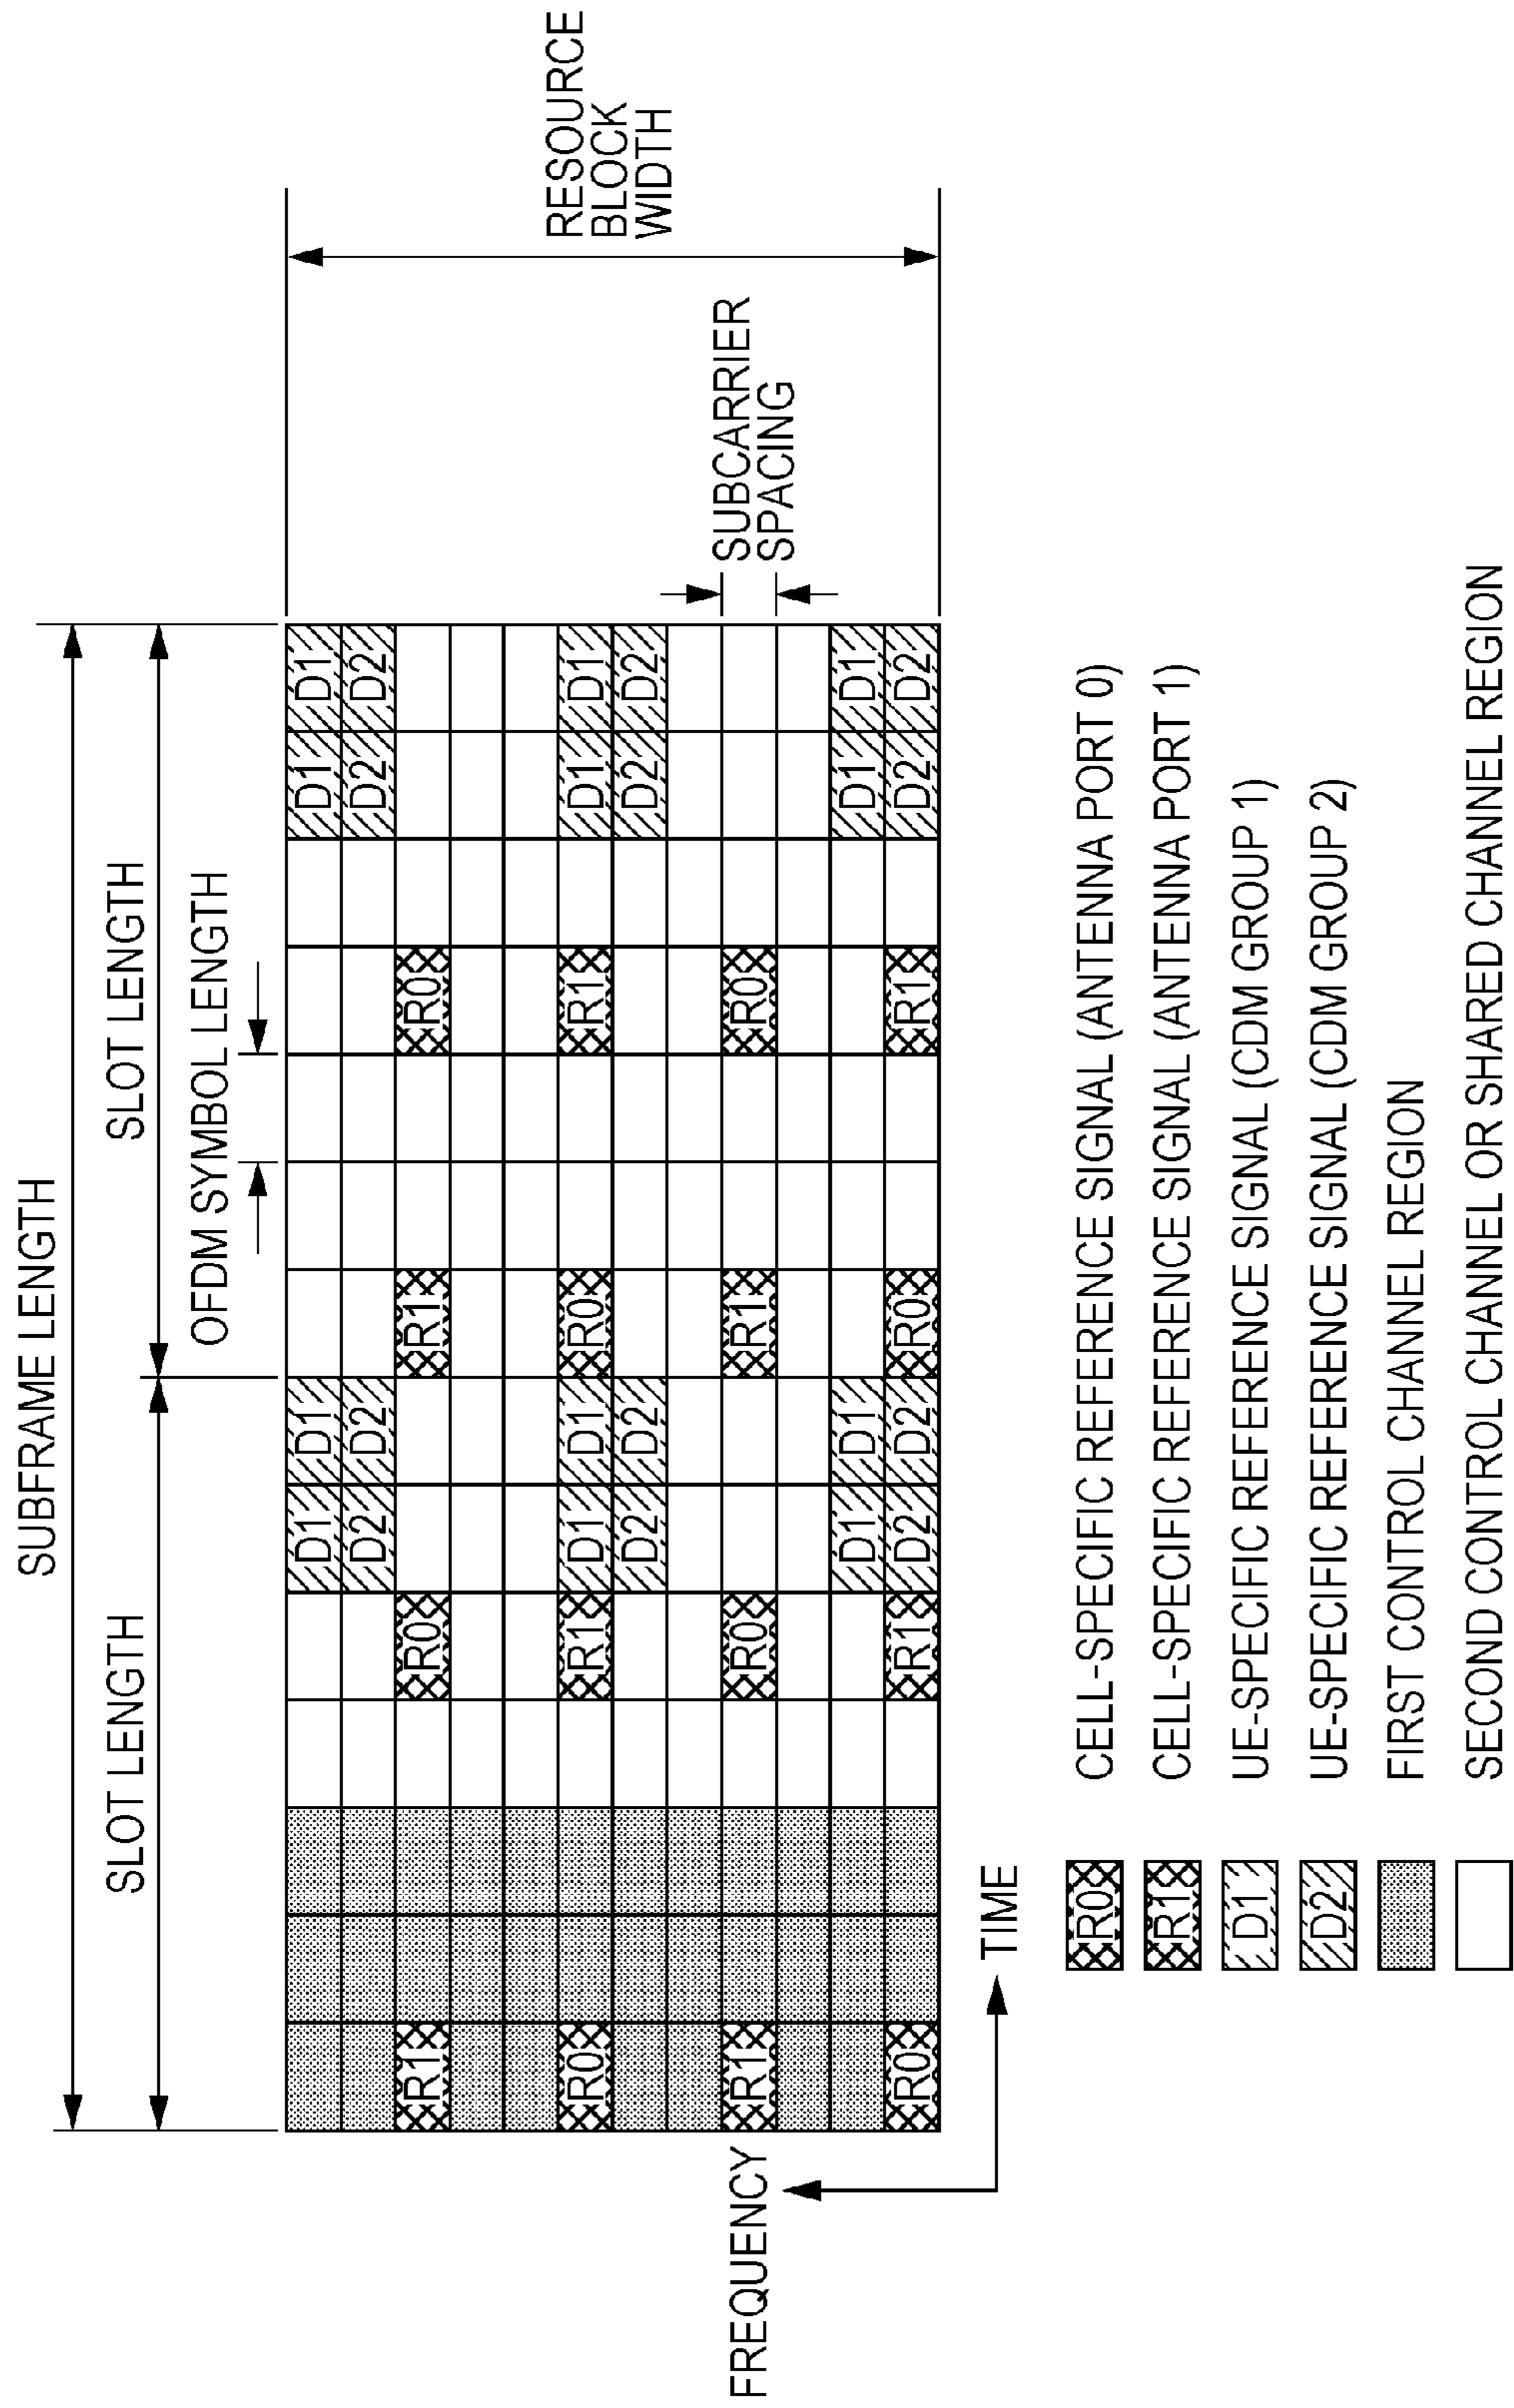 SUBFRAME LENGTH
SLOT LENGTH
SLOT LENGTH
OFDM SYMBOL LENGTH
D1 D1 D1 D1
D2 D2 D2 D2
R1 R0 R1 R0
R0 R1 D1 D1 R0 R1 D1 D1
D2 D2 D2 D2
R1 R0 R1 R0
D1 D1 D1 D1
R0 R1 D2 D2 R0 R1 D2 D2
RESOURCE
BLOCK
WIDTH
SUBCARRIER
SPACING
FREQUENCY
TIME
R0 CELL-SPECIFIC REFERENCE SIGNAL (ANTENNA PORT 0)
R1 CELL-SPECIFIC REFERENCE SIGNAL (ANTENNA PORT 1)
D1 UE-SPECIFIC REFERENCE SIGNAL (CDM GROUP 1)
D2 UE-SPECIFIC REFERENCE SIGNAL (CDM GROUP 2)
FIRST CONTROL CHANNEL REGION
SECOND CONTROL CHANNEL OR SHARED CHANNEL REGION